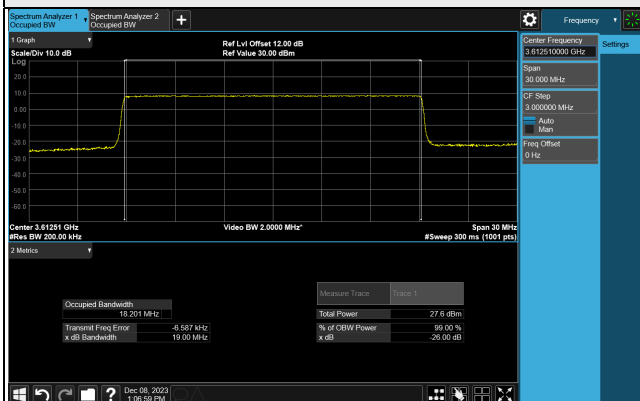 Spectrum Analyzer 1
Occupied BW
Spectrum Analyzer 2
Occupied BW
+
Frequency
1 Graph
Scale/Div 10.0 dB
Ref Lvl Offset 12.00 dB
Ref Value 30.00 dBm
Log
20.0
10.0
0.00
-10.0
-20.0
-30.0
-40.0
-50.0
-60.0
Center 3.61251 GHz
#Res BW 200.00 kHz
Video BW 2.0000 MHz*
Span 30 MHz
#Sweep 300 ms (1001 pts)
Center Frequency
3.612510000 GHz
Settings
Span
30.000 MHz
CF Step
3.000000 MHz
Auto
Man
Freq Offset
0 Hz
2 Metrics
Measure Trace
Trace 1
Occupied Bandwidth
18.201 MHz
Total Power
27.6 dBm
Transmit Freq Error
-6.587 kHz
% of OBW Power
99.00 %
x dB Bandwidth
19.00 MHz
x dB
-26.00 dB
?
Dec 08, 2023
1:06:59 PM